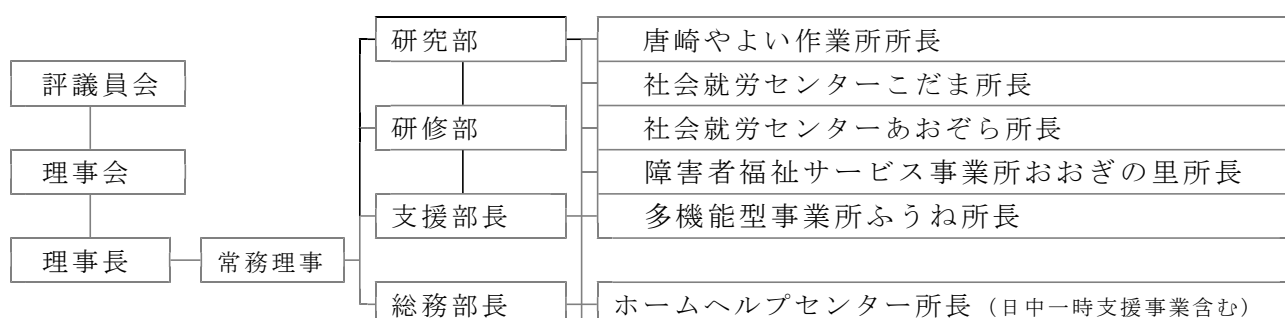 評議員会
理事会
理事長
常務理事
研究部
研修部
支援部長
総務部長
唐崎やよい作業所所長
社会就労センターこだま所長
社会就労センターあおぞら所長
障害者福祉サービス事業所おおぎの里所長
多機能型事業所ふうね所長
ホームヘルプセンター所長（日中一時支援事業含む）